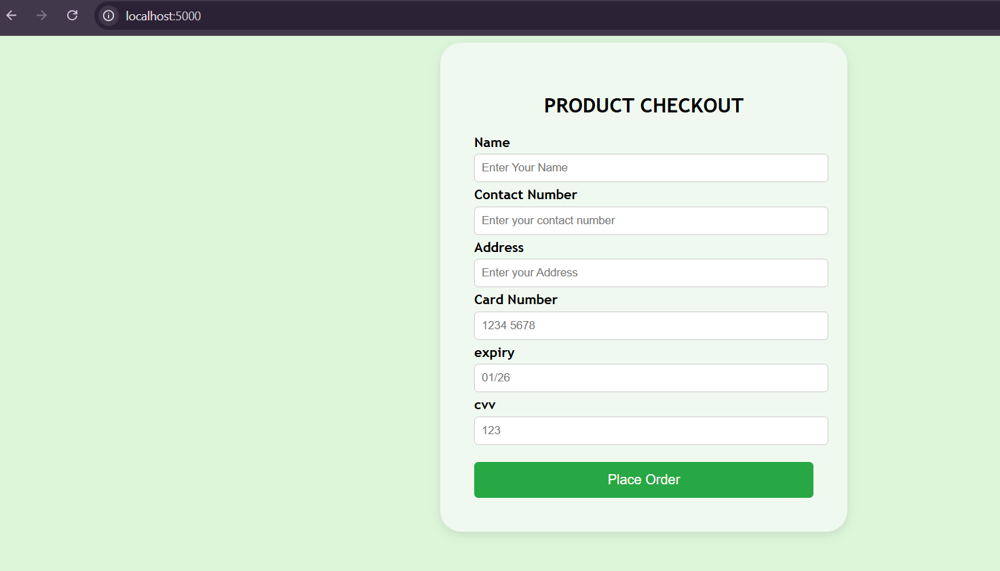 localhost:5000
PRODUCT CHECKOUT
Name
Enter Your Name
Contact Number
Enter your contact number
Address
Enter your Address
Card Number
1234 5678
expiry
01/26
cvv
123
Place Order